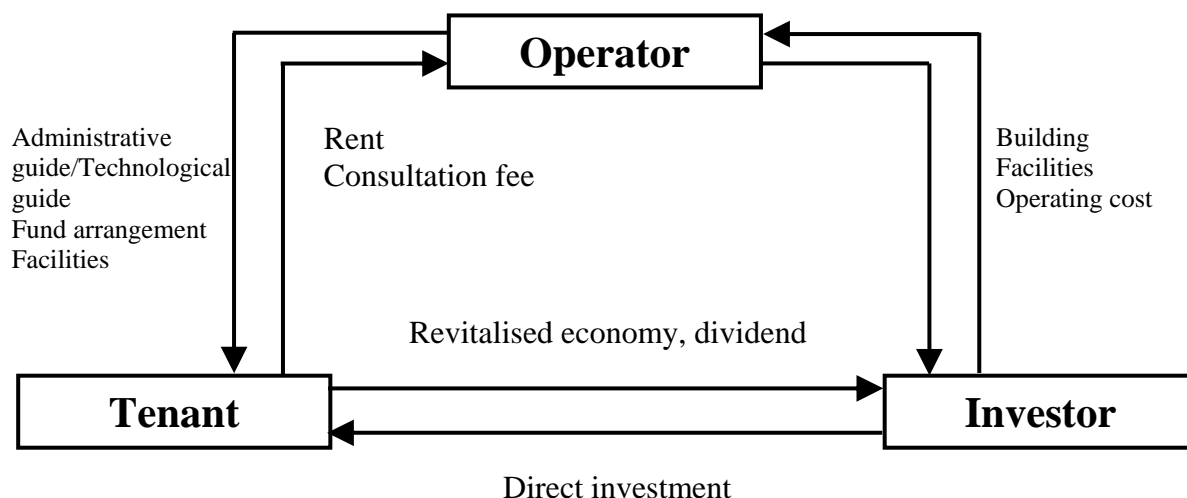 Operator
Administrative
guide/Technological
guide
Fund arrangement
Facilities
Rent
Consultation fee
Building
Facilities
Operating cost
Revitalised economy, dividend
Tenant
Investor
Direct investment